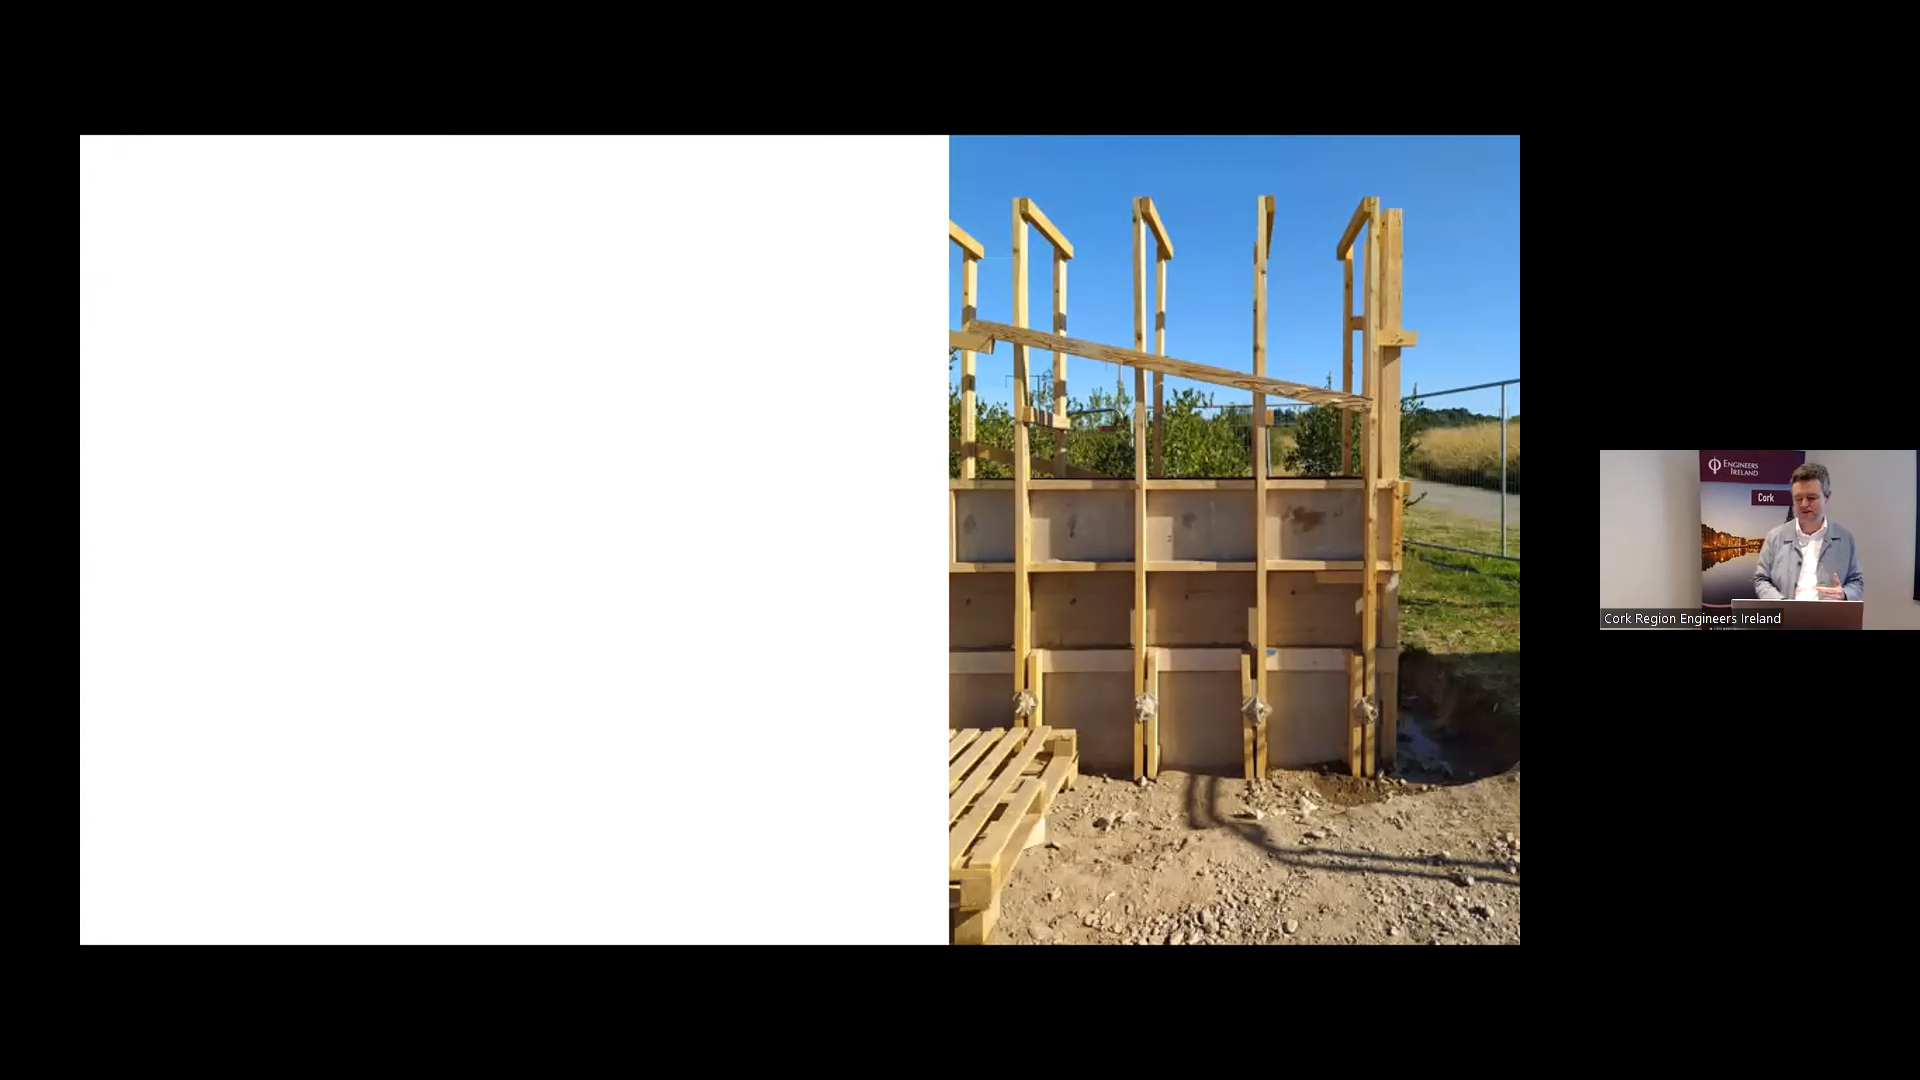 ENGINEERS
IRELAND
Cork
Cork Region Engineers Ireland